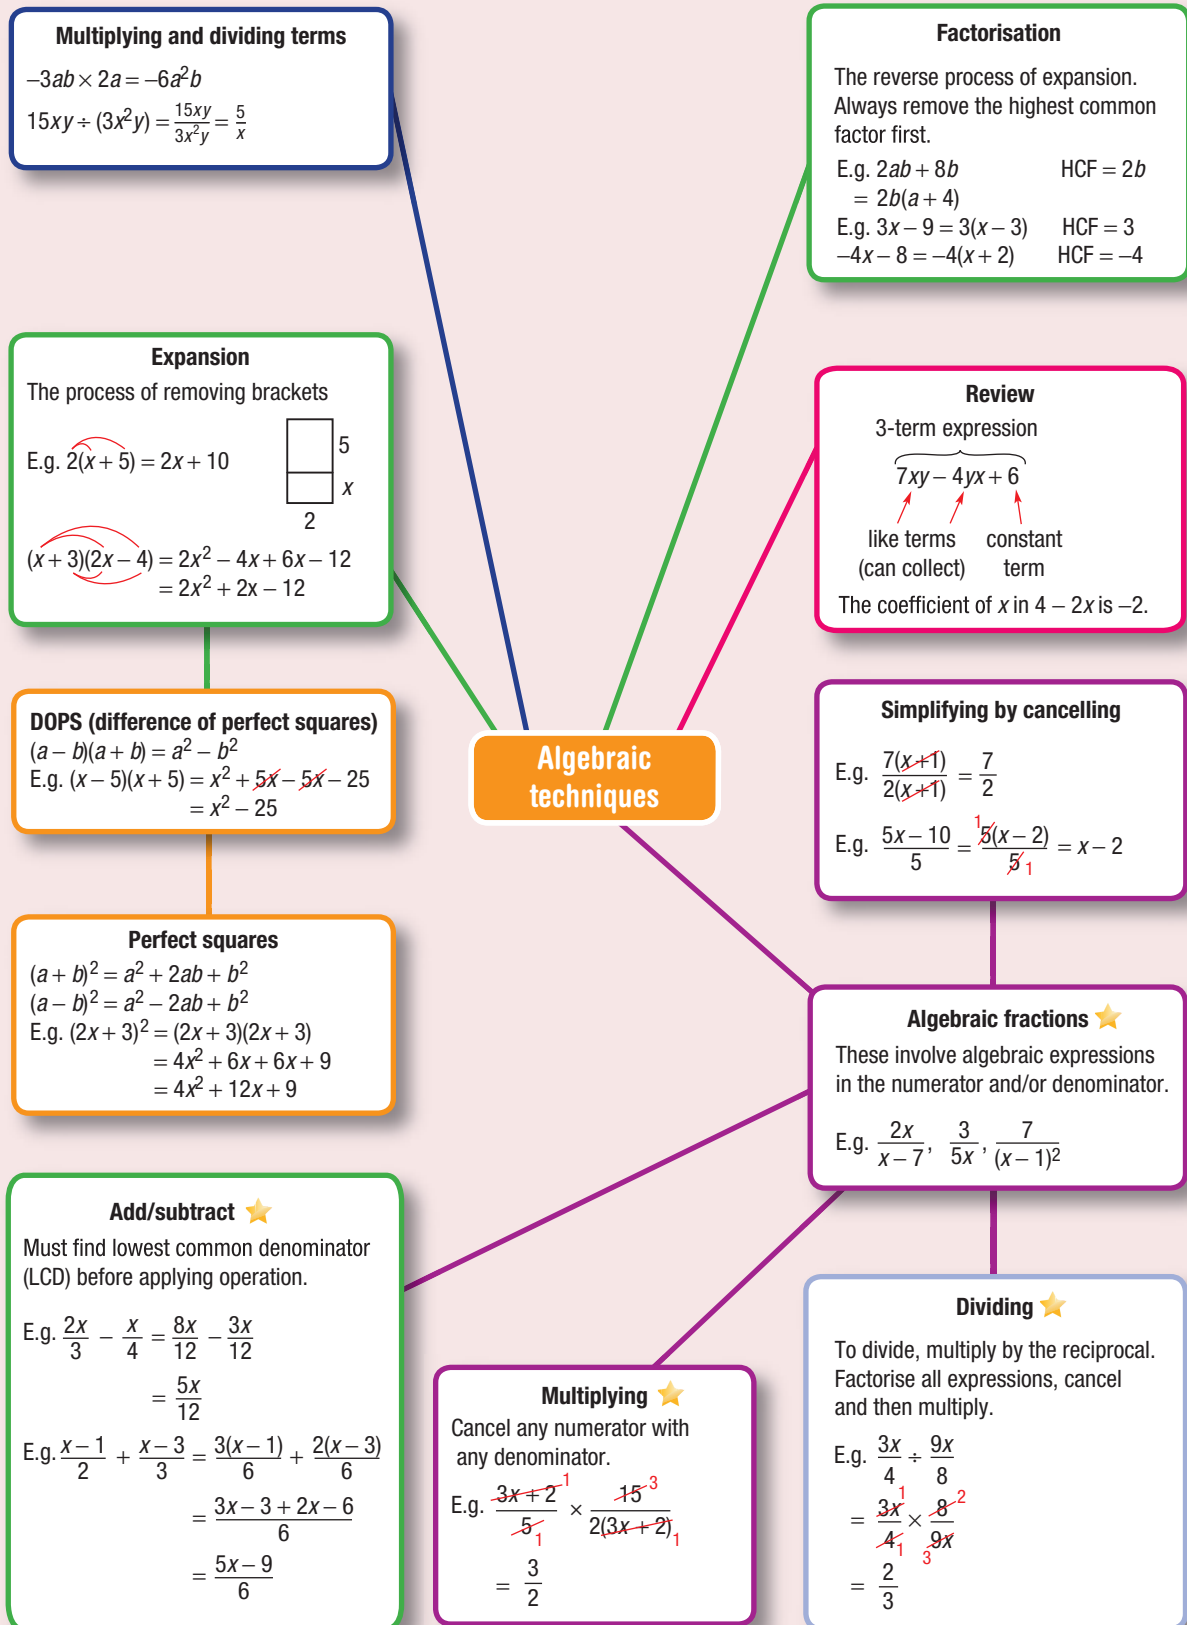 Multiplying and dividing terms
−3ab × 2a = −6a²b
15xy ÷ (3x²y) = 15xy/3x²y = 5/x
Factorisation
The reverse process of expansion.
Always remove the highest common
factor first.
E.g. 2ab + 8b HCF = 2b
= 2b(a + 4)
E.g. 3x − 9 = 3(x − 3) HCF = 3
−4x − 8 = −4(x + 2) HCF = −4
Expansion
The process of removing brackets
E.g. 2(x + 5) = 2x + 10
5
x
2
(x + 3)(2x − 4) = 2x² − 4x + 6x − 12
= 2x² + 2x − 12
Review
3-term expression
7xy − 4yx + 6
like terms constant
(can collect) term
The coefficient of x in 4 − 2x is −2.
DOPS (difference of perfect squares)
(a − b)(a + b) = a² − b²
E.g. (x − 5)(x + 5) = x² + 5x − 5x − 25
= x² − 25
Algebraic
techniques
Simplifying by cancelling
E.g. 7(x + 1)/2(x + 1) = 7/2
E.g. 5x − 10/5 = 1 5(x − 2)/5 1 = x − 2
Perfect squares
(a + b)² = a² + 2ab + b²
(a − b)² = a² − 2ab + b²
E.g. (2x + 3)² = (2x + 3)(2x + 3)
= 4x² + 6x + 6x + 9
= 4x² + 12x + 9
Algebraic fractions
These involve algebraic expressions
in the numerator and/or denominator.
E.g. 2x/x − 7, 3/5x, 7/(x − 1)²
Add/subtract
Must find lowest common denominator
(LCD) before applying operation.
E.g. 2x/3 − x/4 = 8x/12 − 3x/12
= 5x/12
E.g. x − 1/2 + x − 3/3 = 3(x − 1)/6 + 2(x − 3)/6
= 3x − 3 + 2x − 6/6
= 5x − 9/6
Multiplying
Cancel any numerator with
any denominator.
E.g. 3x + 2 1/5 1 × 15 3/2(3x + 2) 1
= 3/2
Dividing
To divide, multiply by the reciprocal.
Factorise all expressions, cancel
and then multiply.
E.g. 3x/4 ÷ 9x/8
= 3x 1/4 1 × 8 2/3 9x
= 2/3